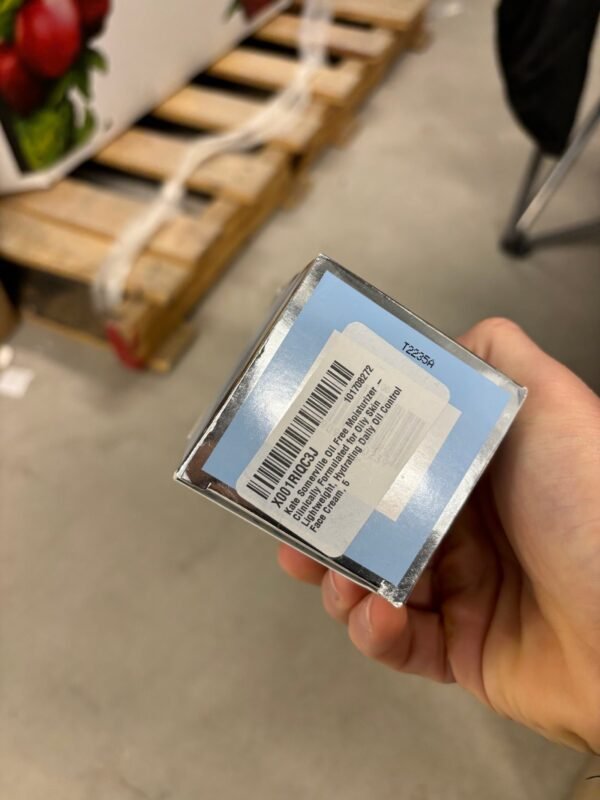 T2235A
101708272
X001RIQC3J
Kate Somerville Oil Free Moisturizer –
Clinically Formulated for Oily Skin
Lightweight, Hydrating Daily Oil Control
Face Cream, 5